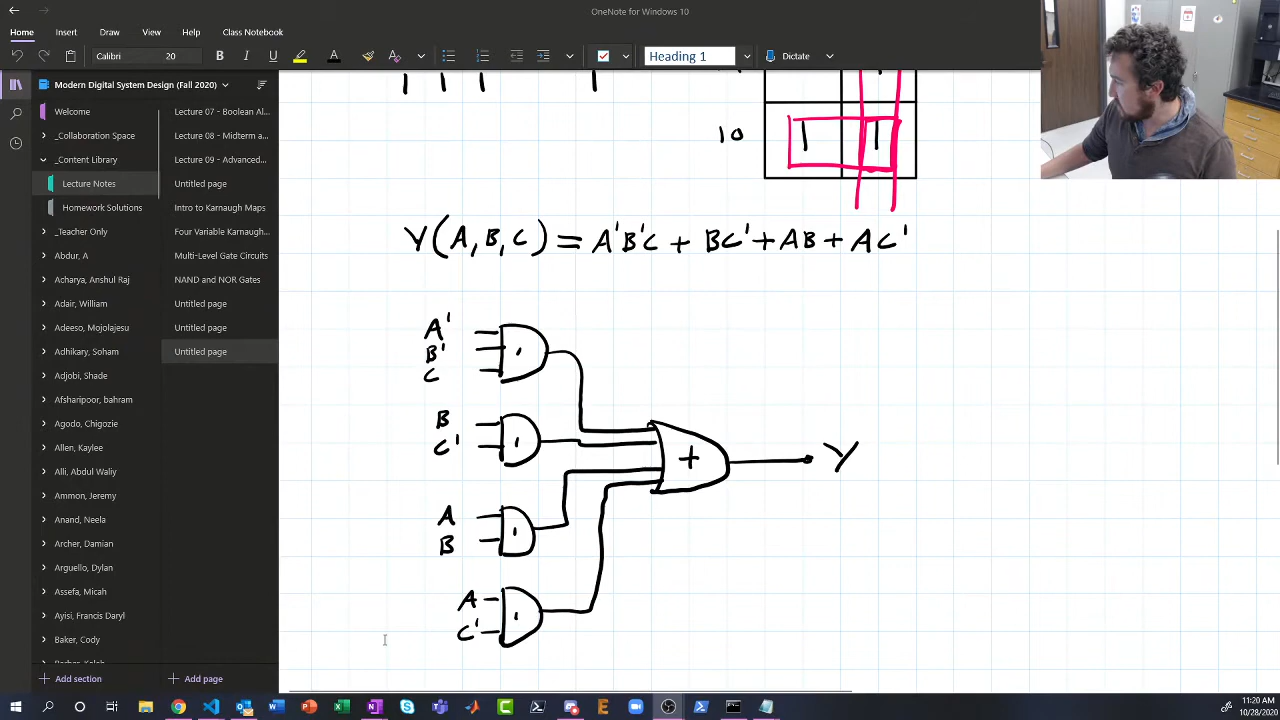 OneNote for Windows 10
Home Insert Draw View Help Class Notebook
Calibri 20 A Heading 1 Dictate
Modern Digital System Design (Fall 2020)
Welcome
_Collaboration Space
_Content Library
Lecture Notes
Homework Solutions
_Teacher Only
Abdur, A
Acharya, Anshul Raj
Adair, William
Adeeso, Mojolajesu
Adhikary, Soham
Adjobi, Shade
Afsharipoor, bahram
Agodo, Chigozie
Allen, Kaylee
Alli, Abdul Waliy
Ammon, Jeremy
Anand, Neela
Archer, Damian
Arguello, Dylan
Assefa, Micah
Ayisi, Francis Daryl
Baker, Cody
Add section
Lecture 07 - Boolean Al...
Lecture 08 - Midterm a...
Lecture 09 - Advanced...
Untitled page
Intro to Karnaugh Maps
Four Variable Karnaugh...
Multi-Level Gate Circuits
NAND and NOR Gates
Untitled page
Untitled page
Untitled page
Add page
1 1 1 1
10 1 1
Y(A,B,C) = A'B'C + BC' + AB + AC'
A'
B'
C
B
C'
+ Y
A
B
A
C'
11:20 AM
10/28/2020